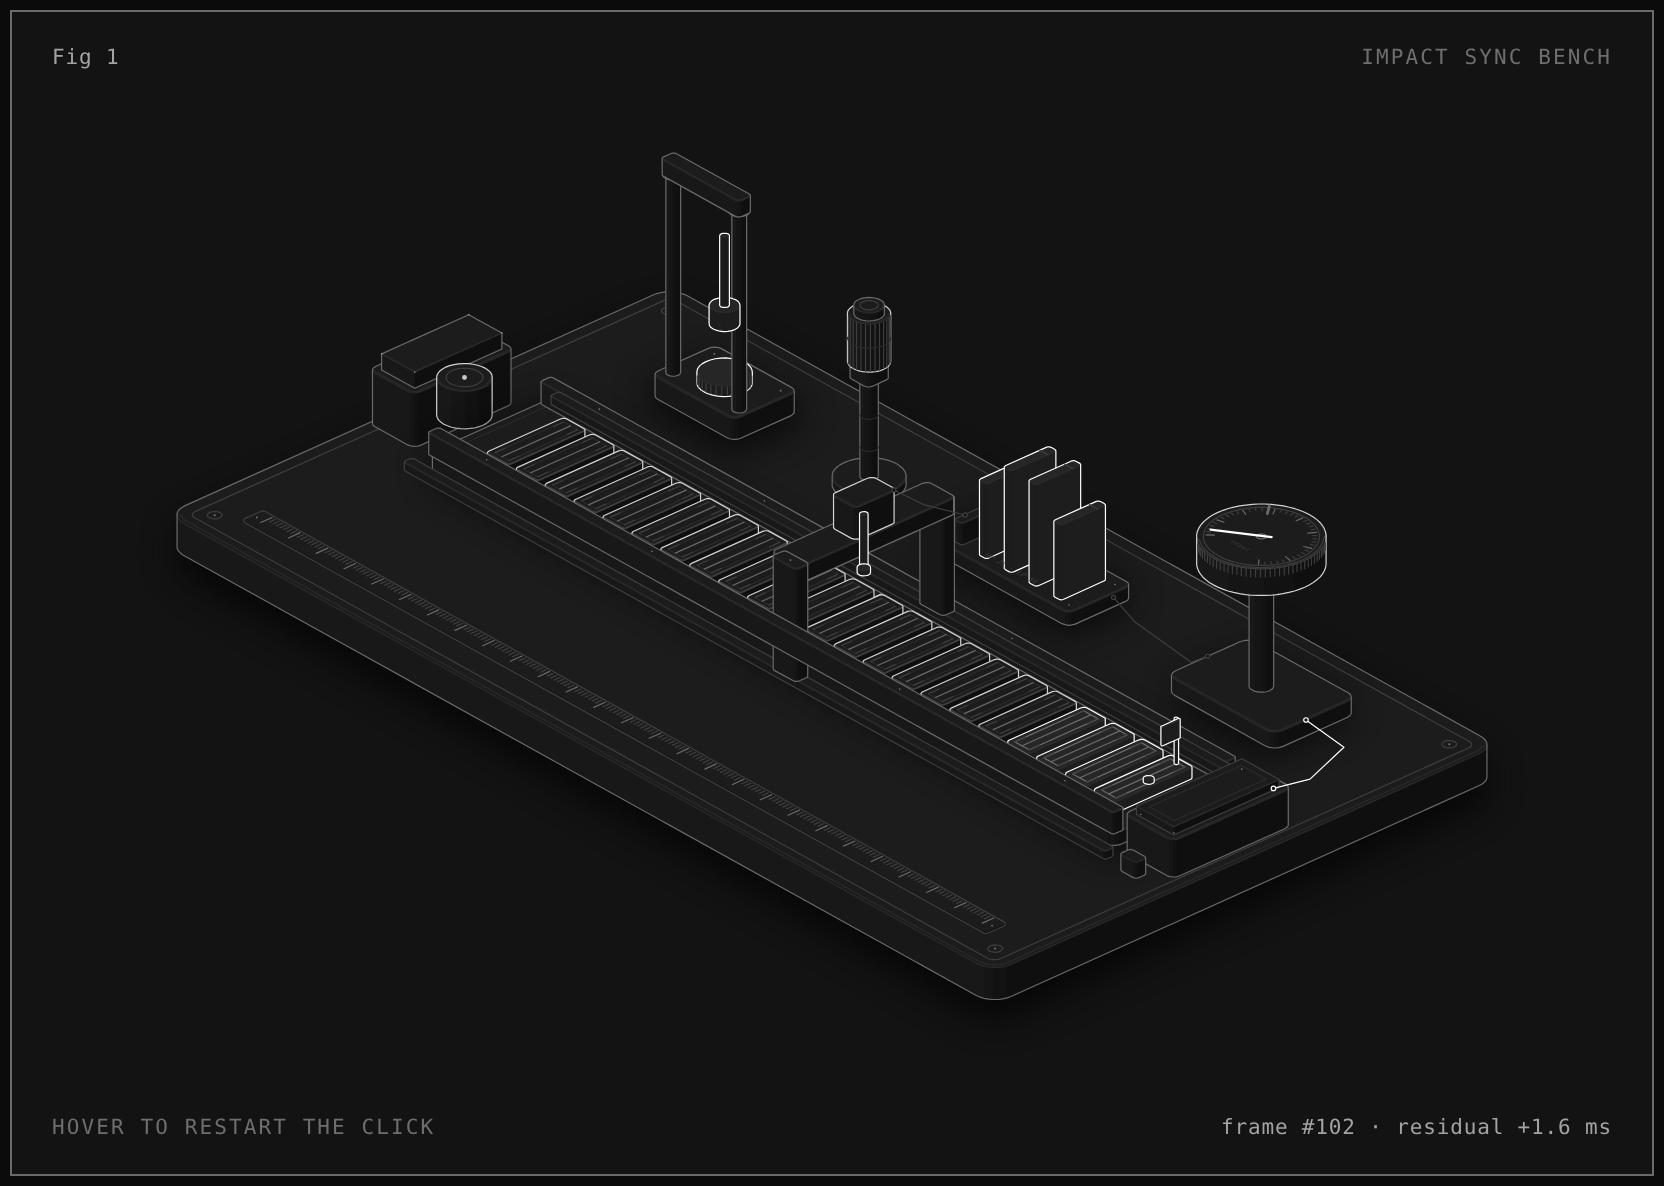 Fig 1
IMPACT SYNC BENCH
HOVER TO RESTART THE CLICK
frame #102 · residual +1.6 ms